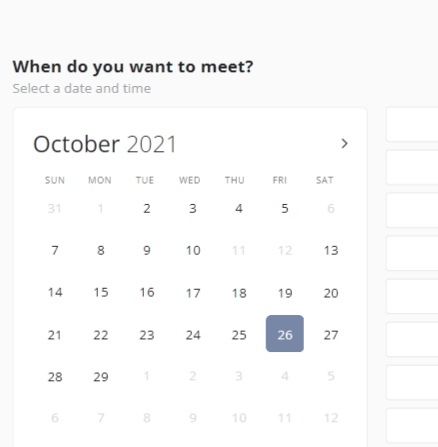 When do you want to meet?
Select a date and time
October 2021
SUN MON TUE WED THU FRI SAT
31 1 2 3 4 5 6
7 8 9 10 11 12 13
14 15 16 17 18 19 20
21 22 23 24 25 26 27
28 29 1 2 3 4 5
6 7 8 9 10 11 12